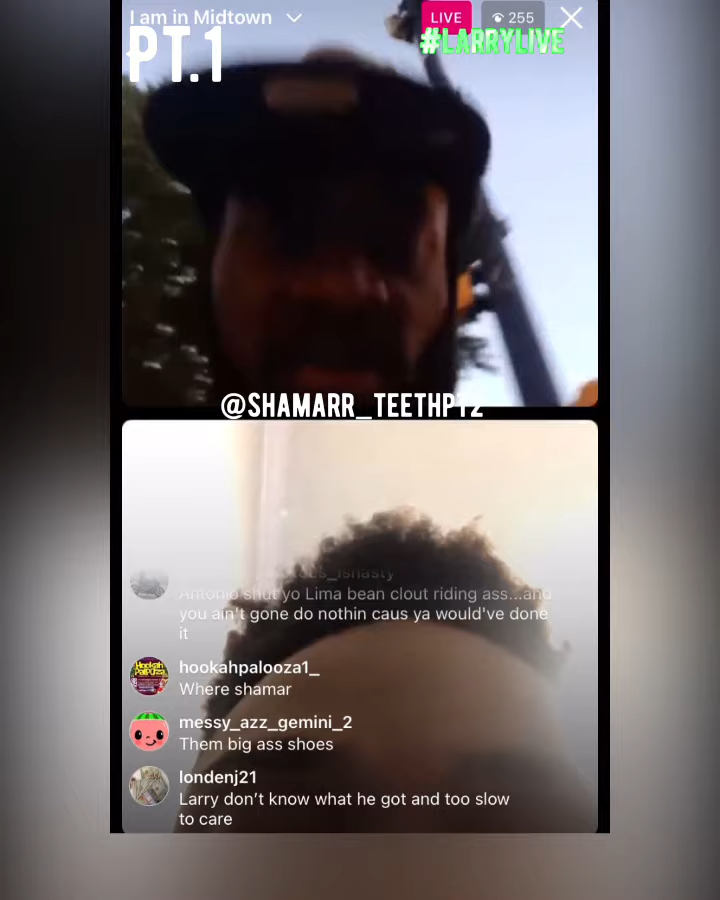 I am in Midtown
LIVE
255
PT.1
#LARRYLIVE
@SHAMARR_TEETHPT2
Antonio shut yo Lima bean clout riding ass...and
you ain't gone do nothin caus ya would've done
it
hookahpalooza1_
Where shamar
messy_azz_gemini_2
Them big ass shoes
londenj21
Larry don't know what he got and too slow
to care